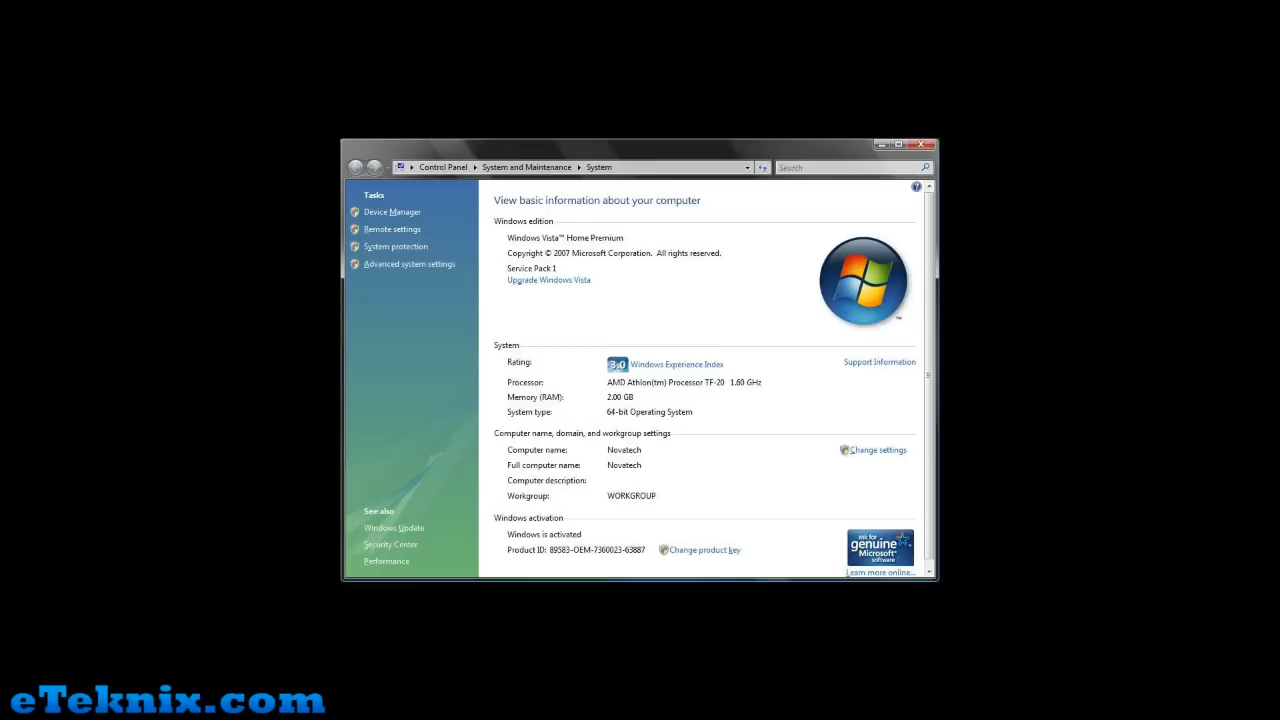 Control Panel System and Maintenance System Search
Tasks
Device Manager
Remote settings
System protection
Advanced system settings
View basic information about your computer
Windows edition
Windows Vista™ Home Premium
Copyright © 2007 Microsoft Corporation. All rights reserved.
Service Pack 1
Upgrade Windows Vista
System
Rating: 3.0 Windows Experience Index Support Information
Processor: AMD Athlon(tm) Processor TF-20 1.60 GHz
Memory (RAM): 2.00 GB
System type: 64-bit Operating System
Computer name, domain, and workgroup settings
Computer name: Novatech Change settings
Full computer name: Novatech
Computer description:
Workgroup: WORKGROUP
Windows activation
Windows is activated
Product ID: 89583-OEM-7360023-63887 Change product key
ask for
genuine
Microsoft®
software
Learn more online...
See also
Windows Update
Security Center
Performance
eTeknix.com